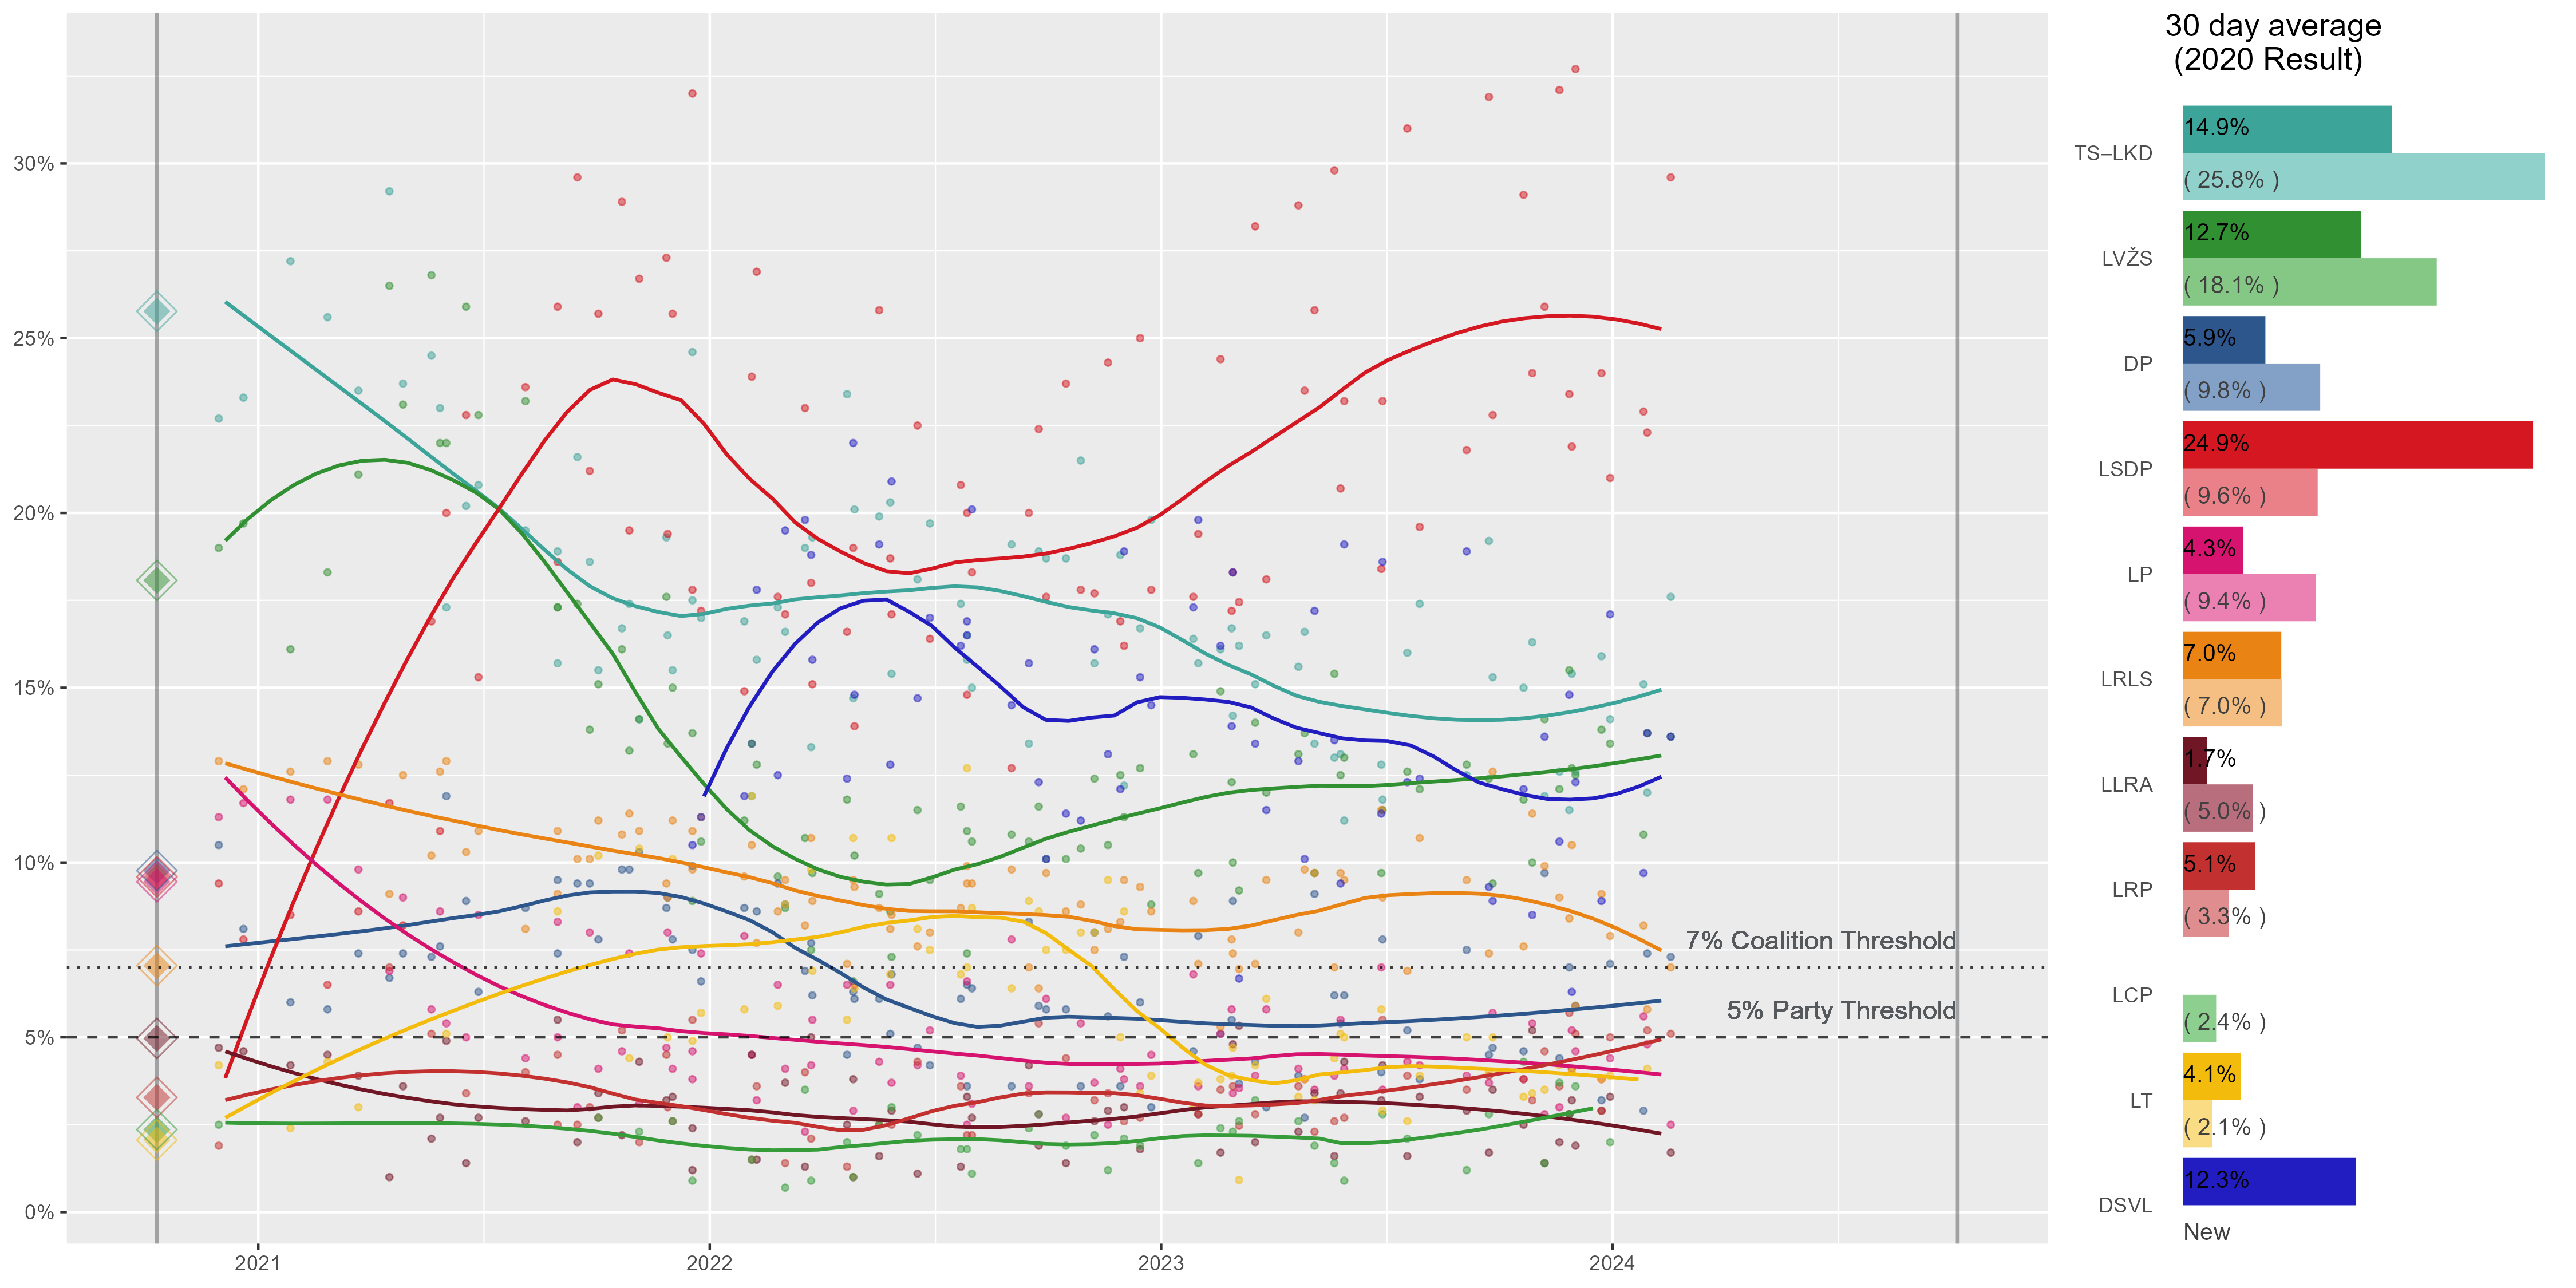 30 day average
(2020 Result)
30%
25%
20%
15%
10%
5%
0%
2021
2022
2023
2024
7% Coalition Threshold
5% Party Threshold
TS–LKD
14.9%
( 25.8% )
LVŽS
12.7%
( 18.1% )
DP
5.9%
( 9.8% )
LSDP
24.9%
( 9.6% )
LP
4.3%
( 9.4% )
LRLS
7.0%
( 7.0% )
LLRA
1.7%
( 5.0% )
LRP
5.1%
( 3.3% )
LCP
( 2.4% )
LT
4.1%
( 2.1% )
DSVL
12.3%
New